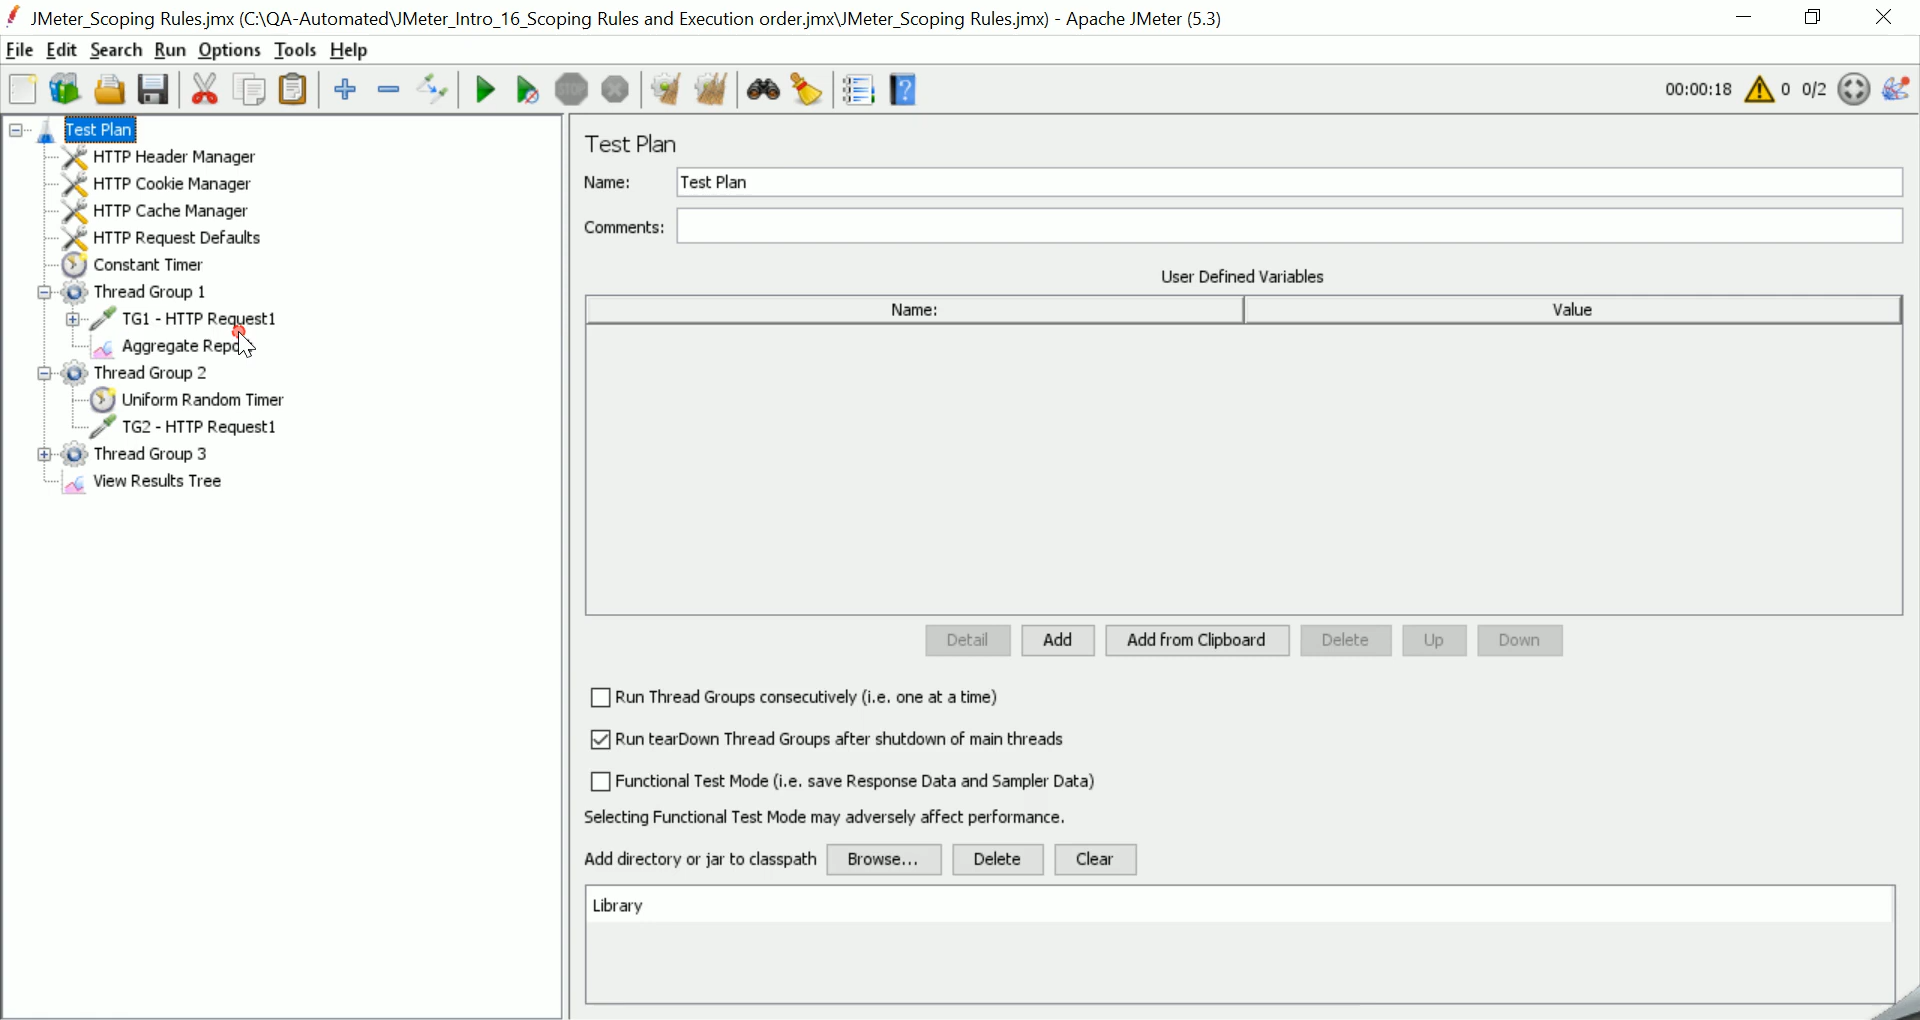 JMeter_Scoping Rules.jmx (C:\QA-Automated\JMeter_Intro_16_Scoping Rules and Execution order.jmx\JMeter_Scoping Rules.jmx) - Apache JMeter (5.3)
File Edit Search Run Options Tools Help
STOP
?
00:00:18 0 0/2
Test Plan
HTTP Header Manager
HTTP Cookie Manager
HTTP Cache Manager
HTTP Request Defaults
Constant Timer
Thread Group 1
TG1 - HTTP Request1
Aggregate
Thread Group 2
Uniform Random Timer
TG2 - HTTP Request1
Thread Group 3
View Results Tree
Test Plan
Name: Test Plan
Comments:
User Defined Variables
Name: Value
Detail Add Add from Clipboard Delete Up Down
Run Thread Groups consecutively (i.e. one at a time)
Run tearDown Thread Groups after shutdown of main threads
Functional Test Mode (i.e. save Response Data and Sampler Data)
Selecting Functional Test Mode may adversely affect performance.
Add directory or jar to classpath Browse... Delete Clear
Library